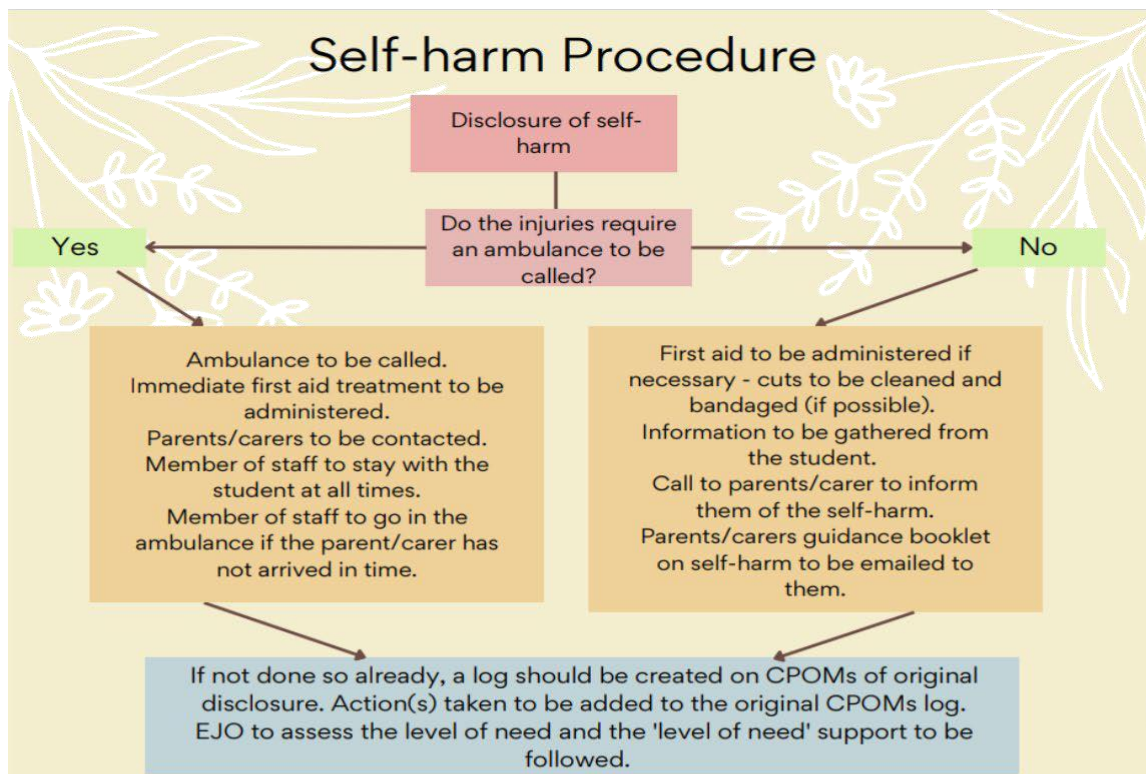 Self-harm Procedure
Disclosure of self-
harm
Do the injuries require
an ambulance to be
called?
Yes
No
Ambulance to be called.
Immediate first aid treatment to be
administered.
Parents/carers to be contacted.
Member of staff to stay with the
student at all times.
Member of staff to go in the
ambulance if the parent/carer has
not arrived in time.
First aid to be administered if
necessary - cuts to be cleaned and
bandaged (if possible).
Information to be gathered from
the student.
Call to parents/carer to inform
them of the self-harm.
Parents/carers guidance booklet
on self-harm to be emailed to
them.
If not done so already, a log should be created on CPOMs of original
disclosure. Action(s) taken to be added to the original CPOMs log.
EJO to assess the level of need and the 'level of need' support to be
followed.